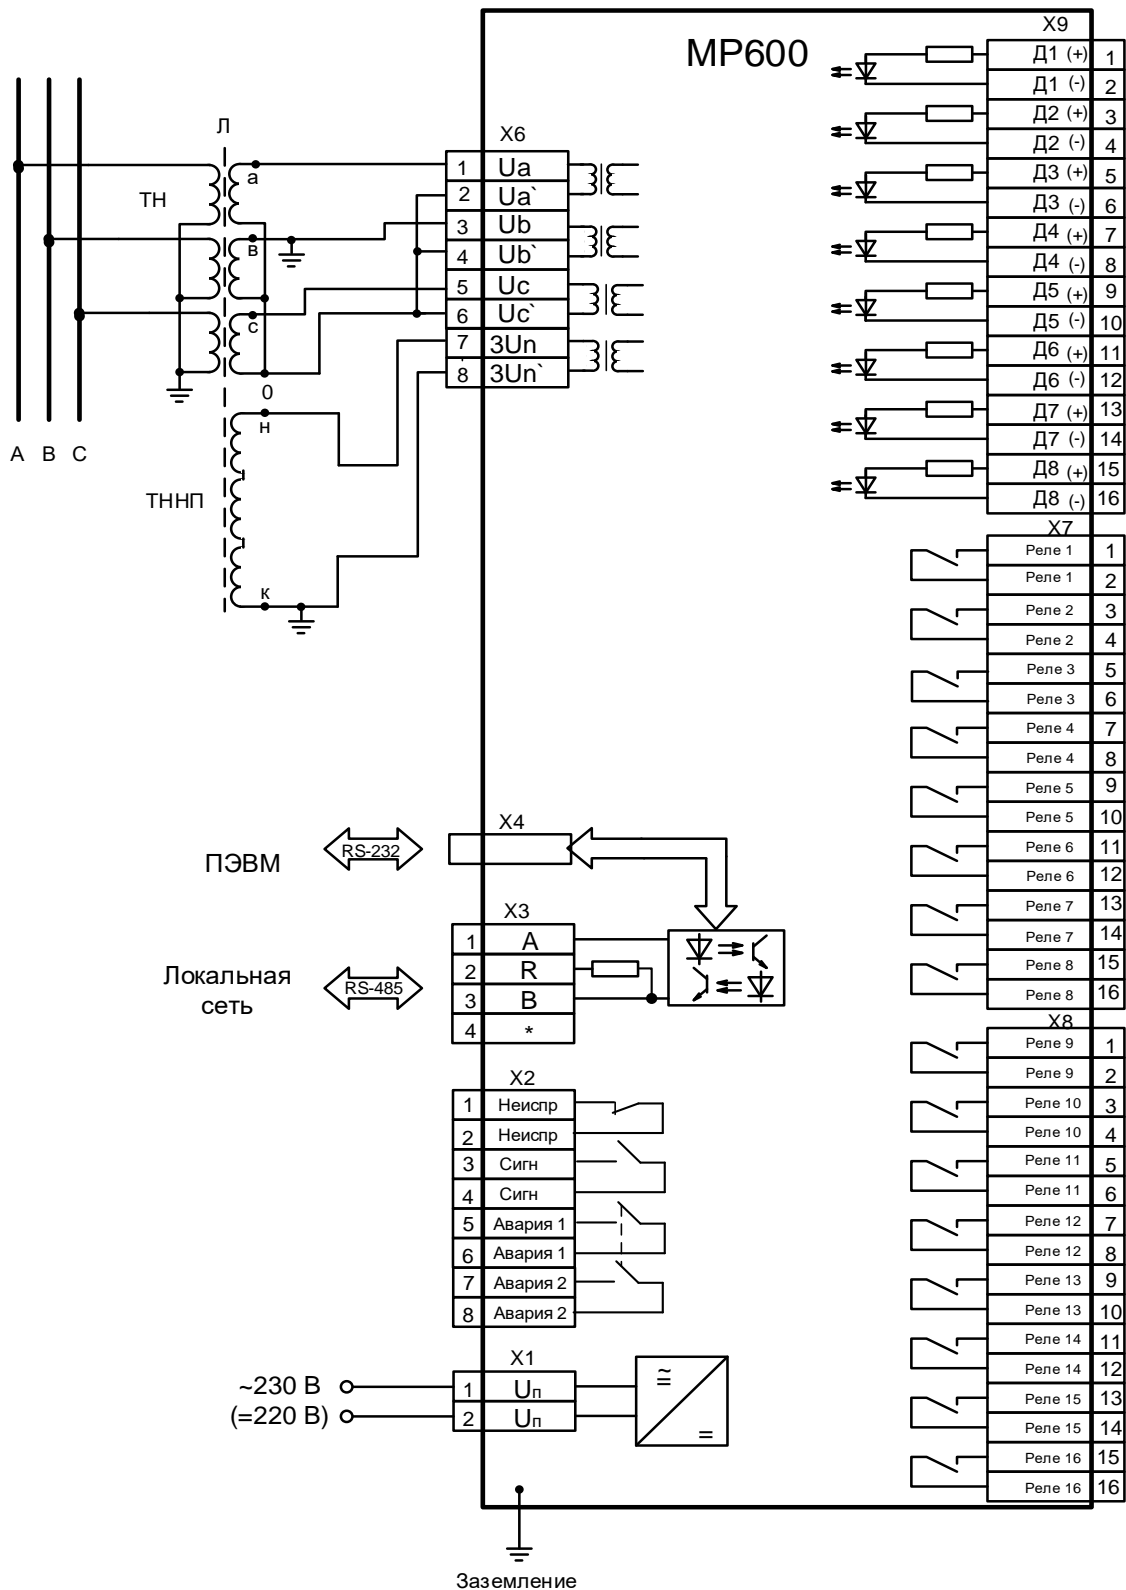 МР600
Л
ТН
а
в
с
0
н
ТННП
к
A B C
X6
1 Ua
2 Ua`
3 Ub
4 Ub`
5 Uc
6 Uc`
7 3Un
8 3Un`
X4
ПЭВМ
RS-232
X3
1 A
2 R
3 B
4 *
Локальная
сеть
RS-485
X2
1 Неиспр
2 Неиспр
3 Сигн
4 Сигн
5 Авария 1
6 Авария 1
7 Авария 2
8 Авария 2
X1
1 Uп
2 Uп
~230 В
(=220 В)
≂
=
Заземление
X9
Д1 (+) 1
Д1 (-) 2
Д2 (+) 3
Д2 (-) 4
Д3 (+) 5
Д3 (-) 6
Д4 (+) 7
Д4 (-) 8
Д5 (+) 9
Д5 (-) 10
Д6 (+) 11
Д6 (-) 12
Д7 (+) 13
Д7 (-) 14
Д8 (+) 15
Д8 (-) 16
X7
Реле 1 1
Реле 1 2
Реле 2 3
Реле 2 4
Реле 3 5
Реле 3 6
Реле 4 7
Реле 4 8
Реле 5 9
Реле 5 10
Реле 6 11
Реле 6 12
Реле 7 13
Реле 7 14
Реле 8 15
Реле 8 16
X8
Реле 9 1
Реле 9 2
Реле 10 3
Реле 10 4
Реле 11 5
Реле 11 6
Реле 12 7
Реле 12 8
Реле 13 9
Реле 13 10
Реле 14 11
Реле 14 12
Реле 15 13
Реле 15 14
Реле 16 15
Реле 16 16